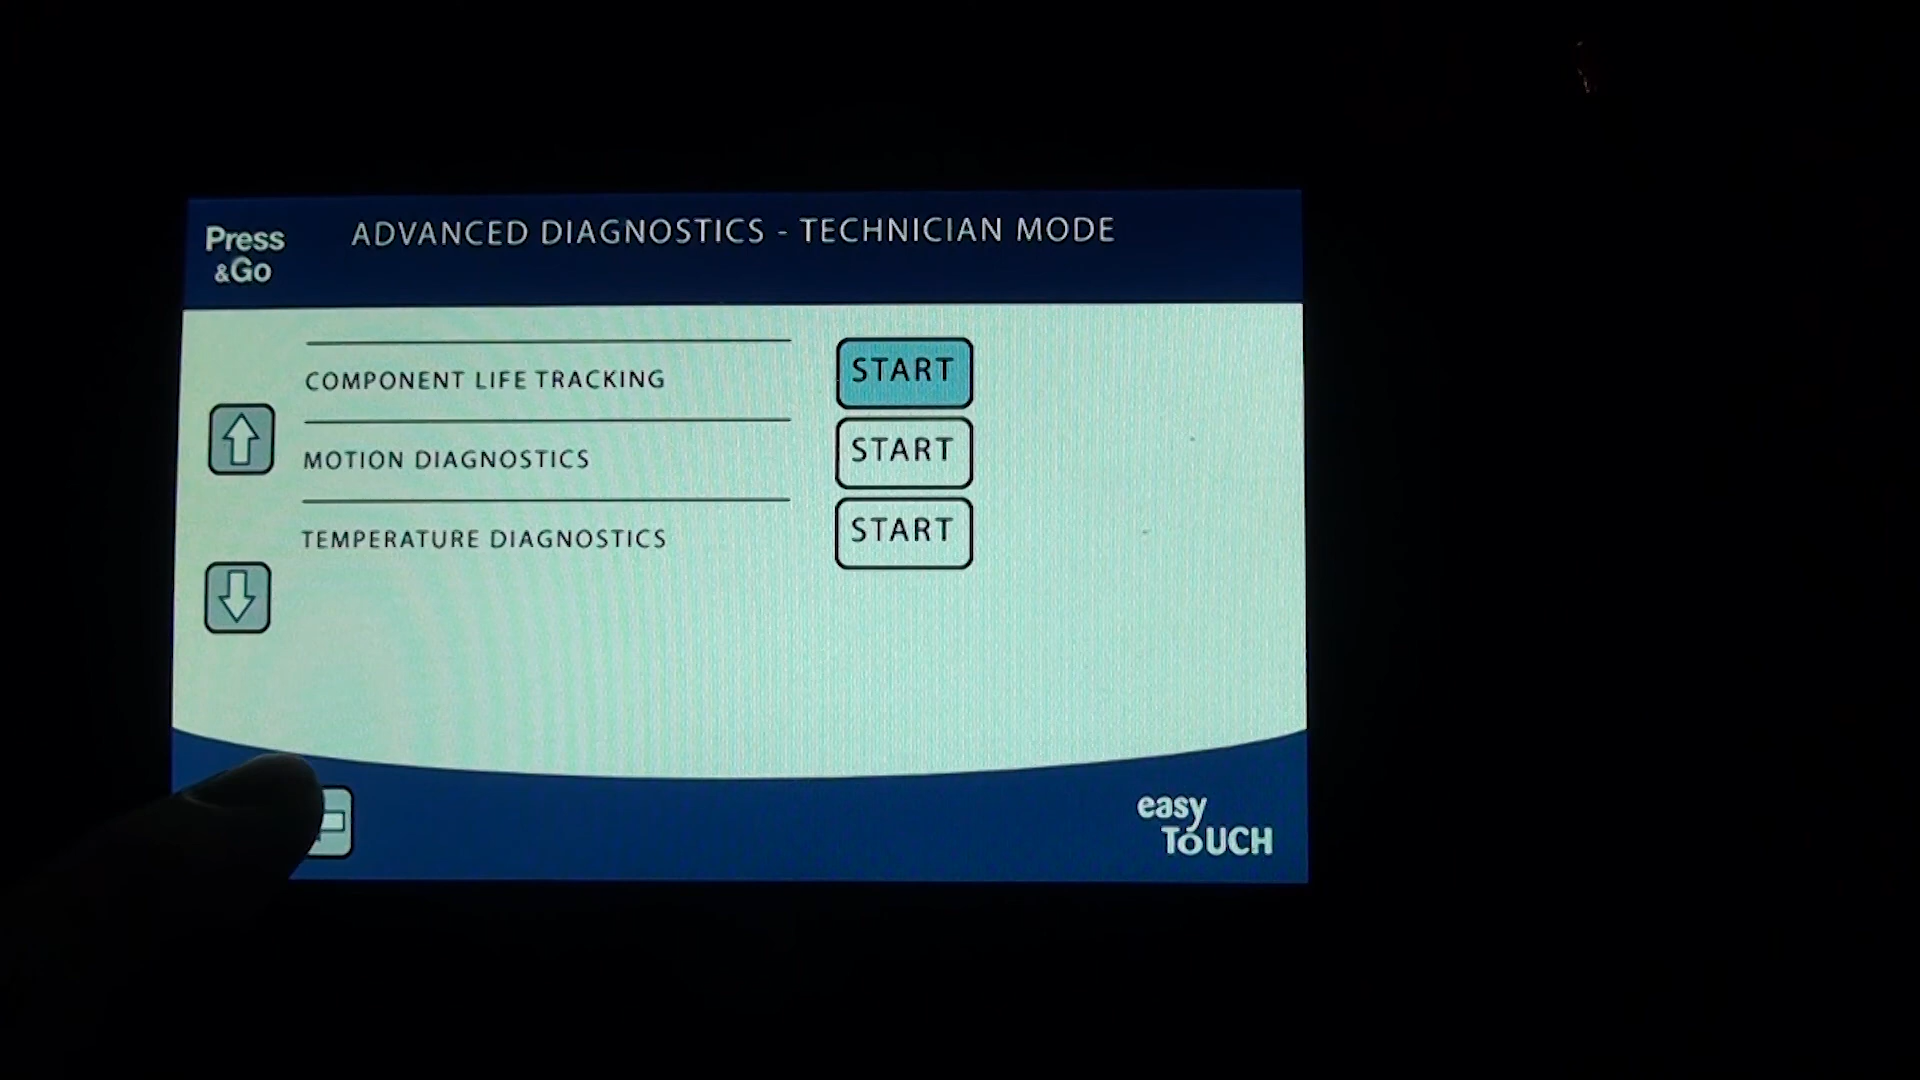 Press
&Go
ADVANCED DIAGNOSTICS - TECHNICIAN MODE
COMPONENT LIFE TRACKING
START
MOTION DIAGNOSTICS
START
TEMPERATURE DIAGNOSTICS
START
easy
TOUCH